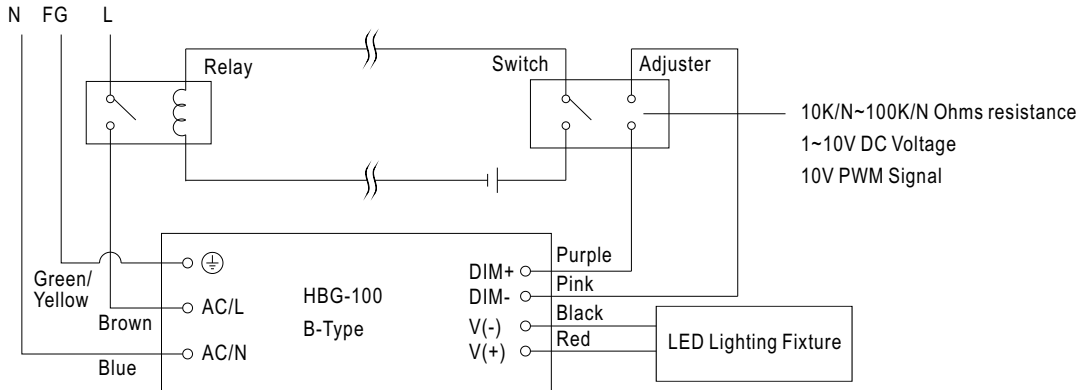 N FG L
Relay
Switch
Adjuster
10K/N~100K/N Ohms resistance
1~10V DC Voltage
10V PWM Signal
Green/
Yellow
Brown
Blue
AC/L
AC/N
HBG-100
B-Type
DIM+
DIM-
V(-)
V(+)
Purple
Pink
Black
Red
LED Lighting Fixture